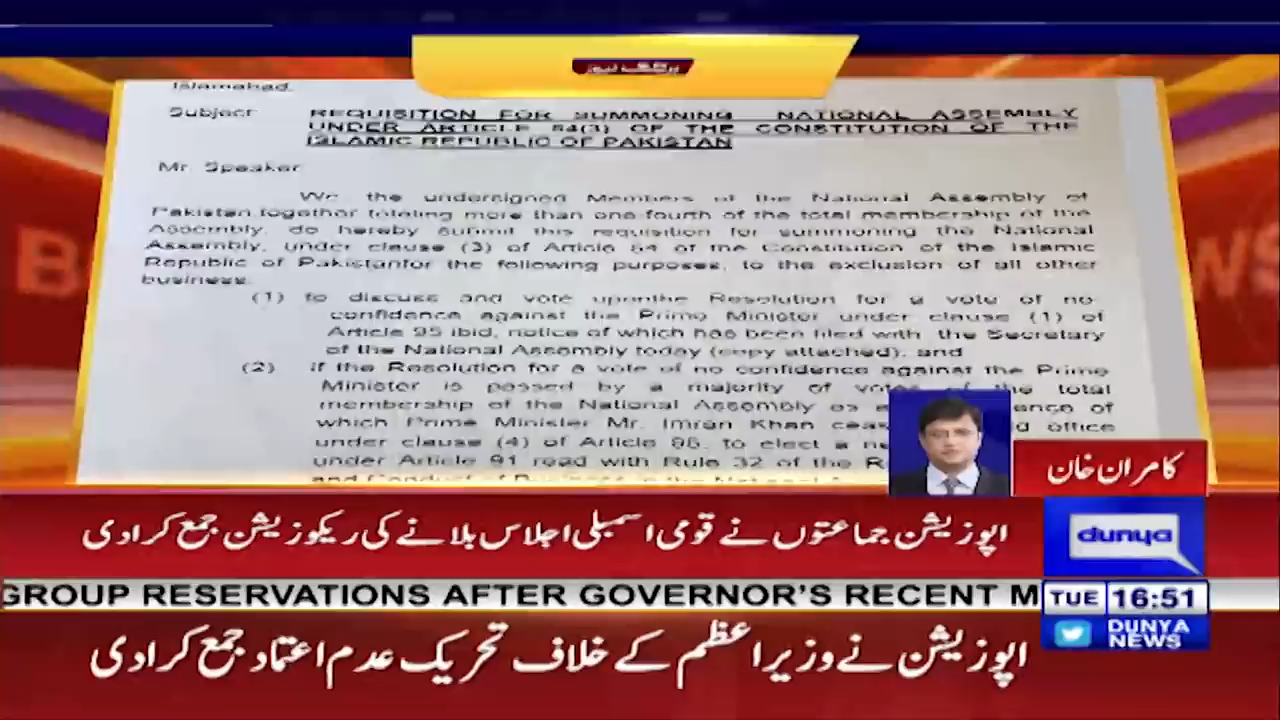 بریکنگ نیوز
Islamabad.
Subject: REQUISITION FOR SUMMONING NATIONAL ASSEMBLY
UNDER ARTICLE 54(3) OF THE CONSTITUTION OF THE
ISLAMIC REPUBLIC OF PAKISTAN
Mr. Speaker
We the undersigned Members of the National Assembly of
Pakistan together totaling more than one-fourth of the total membership of the
Assembly, do hereby submit this requisition for summoning the National
Assembly, under clause (3) of Article 54 of the Constitution of the Islamic
Republic of Pakistanfor the following purposes, to the exclusion of all other
business:
(1) to discuss and vote uponthe Resolution for a vote of no-
confidence against the Prime Minister under clause (1) of
Article 95 ibid, notice of which has been filed with the Secretary
of the National Assembly today (copy attached), and
(2) if the Resolution for a vote of no confidence against the Prime
Minister is passed by a majority of votes of the total
membership of the National Assembly as a
which Prime Minister Mr. Imran Khan office
under clause (4) of Article 95, to elect a
under Article 91 read with Rule 32 of the
کامران خان
اپوزیشن جماعتوں نے قومی اسمبلی اجلاس بلانے کی ریکوزیشن جمع کرا دی
dunya
GROUP RESERVATIONS AFTER GOVERNOR'S RECENT M
TUE 16:51
اپوزیشن نے وزیراعظم کے خلاف تحریک عدم اعتماد جمع کرا دی
DUNYA
NEWS